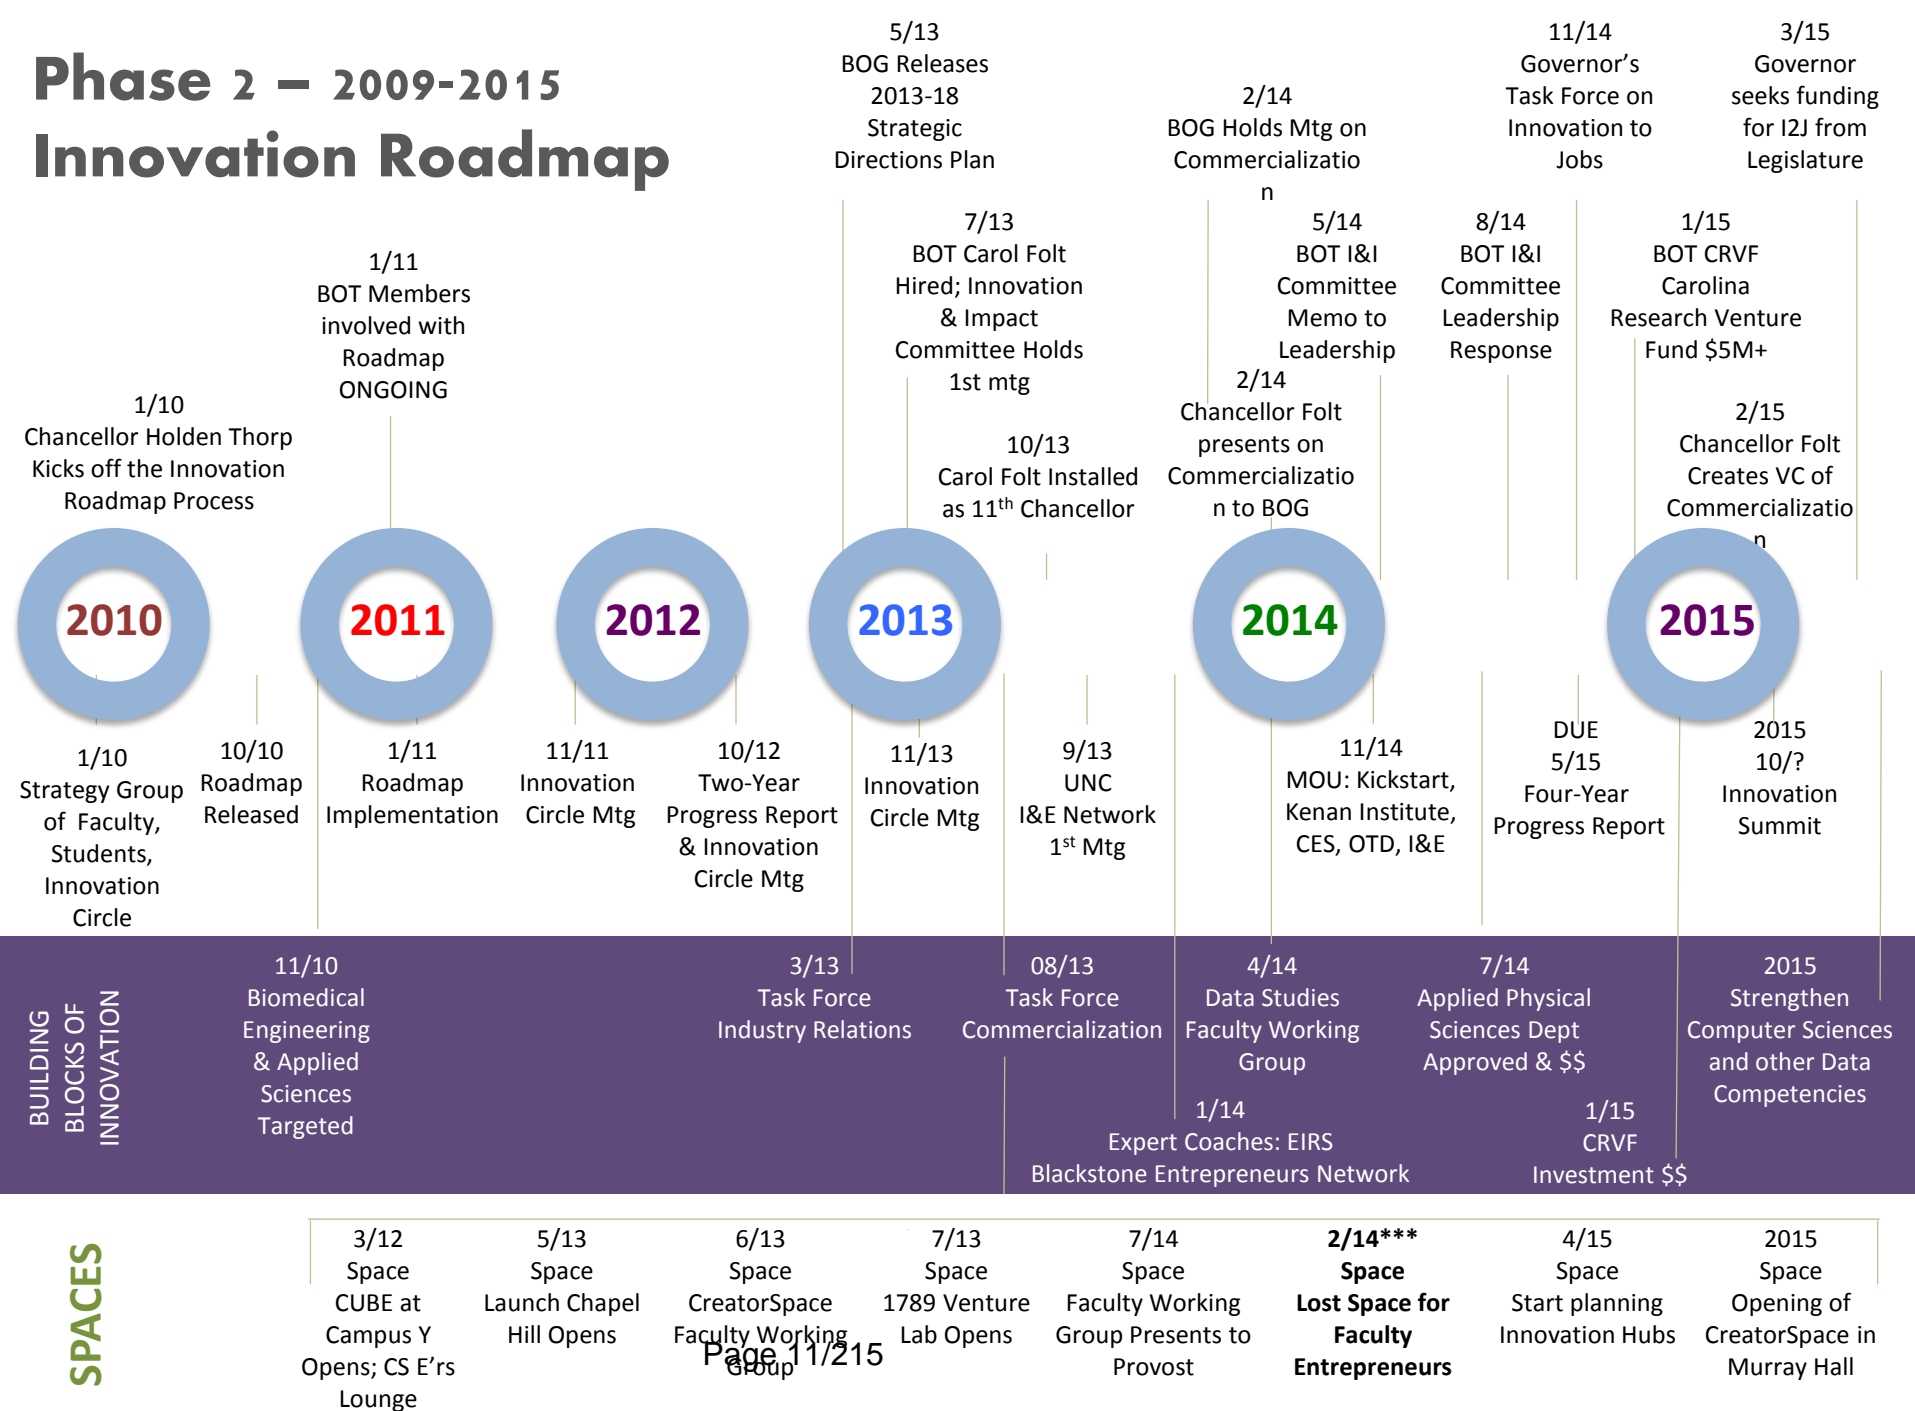 Phase 2 – 2009-2015
Innovation Roadmap
5/13
BOG Releases
2013-18
Strategic
Directions Plan
2/14
BOG Holds Mtg on
Commercializatio
n
11/14
Governor's
Task Force on
Innovation to
Jobs
3/15
Governor
seeks funding
for I2J from
Legislature
1/10
Chancellor Holden Thorp
Kicks off the Innovation
Roadmap Process
1/11
BOT Members
involved with
Roadmap
ONGOING
7/13
BOT Carol Folt
Hired; Innovation
& Impact
Committee Holds
1st mtg
10/13
Carol Folt Installed
as 11th Chancellor
2/14
Chancellor Folt
presents on
Commercializatio
n to BOG
5/14
BOT I&I
Committee
Memo to
Leadership
8/14
BOT I&I
Committee
Leadership
Response
1/15
BOT CRVF
Carolina
Research Venture
Fund $5M+
2/15
Chancellor Folt
Creates VC of
Commercializatio
n
2010
2011
2012
2013
2014
2015
1/10
Strategy Group
of Faculty,
Students,
Innovation
Circle
10/10
Roadmap
Released
1/11
Roadmap
Implementation
11/11
Innovation
Circle Mtg
10/12
Two-Year
Progress Report
& Innovation
Circle Mtg
11/13
Innovation
Circle Mtg
9/13
UNC
I&E Network
1st Mtg
11/14
MOU: Kickstart,
Kenan Institute,
CES, OTD, I&E
DUE
5/15
Four-Year
Progress Report
2015
10/?
Innovation
Summit
BUILDING
BLOCKS OF
INNOVATION
11/10
Biomedical
Engineering
& Applied
Sciences
Targeted
3/13
Task Force
Industry Relations
08/13
Task Force
Commercialization
4/14
Data Studies
Faculty Working
Group
7/14
Applied Physical
Sciences Dept
Approved & $$
2015
Strengthen
Computer Sciences
and other Data
Competencies
1/14
Expert Coaches: EIRS
Blackstone Entrepreneurs Network
1/15
CRVF
Investment $$
SPACES
3/12
Space
CUBE at
Campus Y
Opens; CS E'rs
Lounge
5/13
Space
Launch Chapel
Hill Opens
6/13
Space
CreatorSpace
Faculty Working
Group
7/13
Space
1789 Venture
Lab Opens
7/14
Space
Faculty Working
Group Presents to
Provost
2/14***
Space
Lost Space for
Faculty
Entrepreneurs
4/15
Space
Start planning
Innovation Hubs
2015
Space
Opening of
CreatorSpace in
Murray Hall
Page 11/215